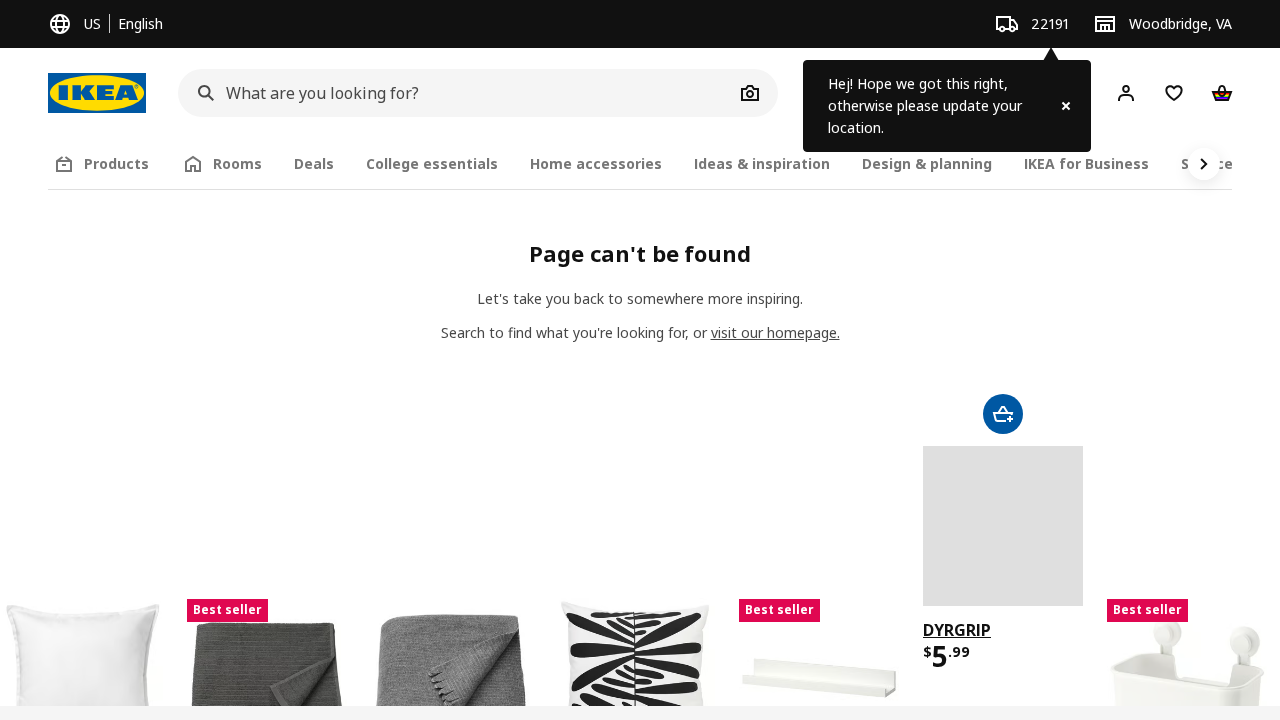 US
English
22191
Woodbridge, VA
IKEA
What are you looking for?
Hej! Hope we got this right,
otherwise please update your
location.
Products
Rooms
Deals
College essentials
Home accessories
Ideas & inspiration
Design & planning
IKEA for Business
Page can't be found
Let's take you back to somewhere more inspiring.
Search to find what you're looking for, or visit our homepage.
Best seller
Best seller
Best seller
DYRGRIP
$5.99